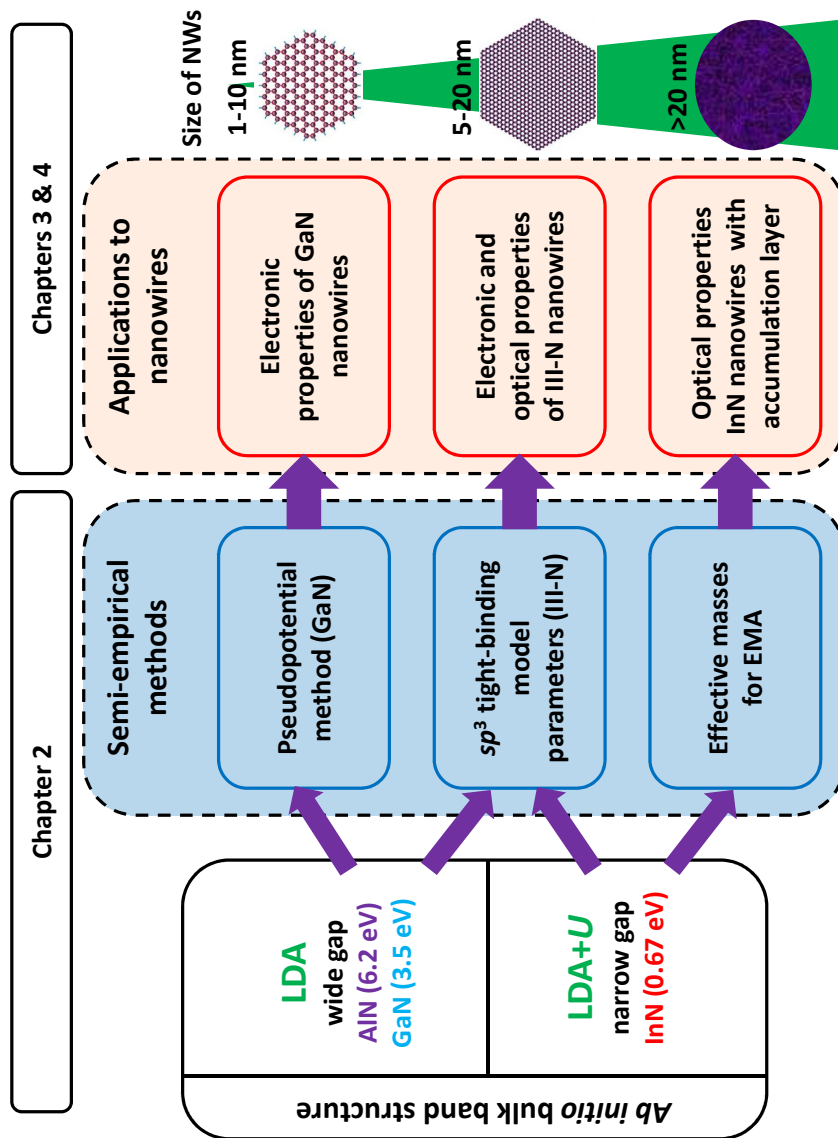 Chapter 2
Chapters 3 & 4
Ab initio bulk band structure
LDA
wide gap
AlN (6.2 eV)
GaN (3.5 eV)
LDA+U
narrow gap
InN (0.67 eV)
Semi-empirical
methods
Pseudopotential
method (GaN)
sp³ tight-binding
model
parameters (III-N)
Effective masses
for EMA
Applications to
nanowires
Electronic
properties of GaN
nanowires
Electronic and
optical properties
of III-N nanowires
Optical properties
InN nanowires with
accumulation layer
Size of NWs
1-10 nm
5-20 nm
>20 nm